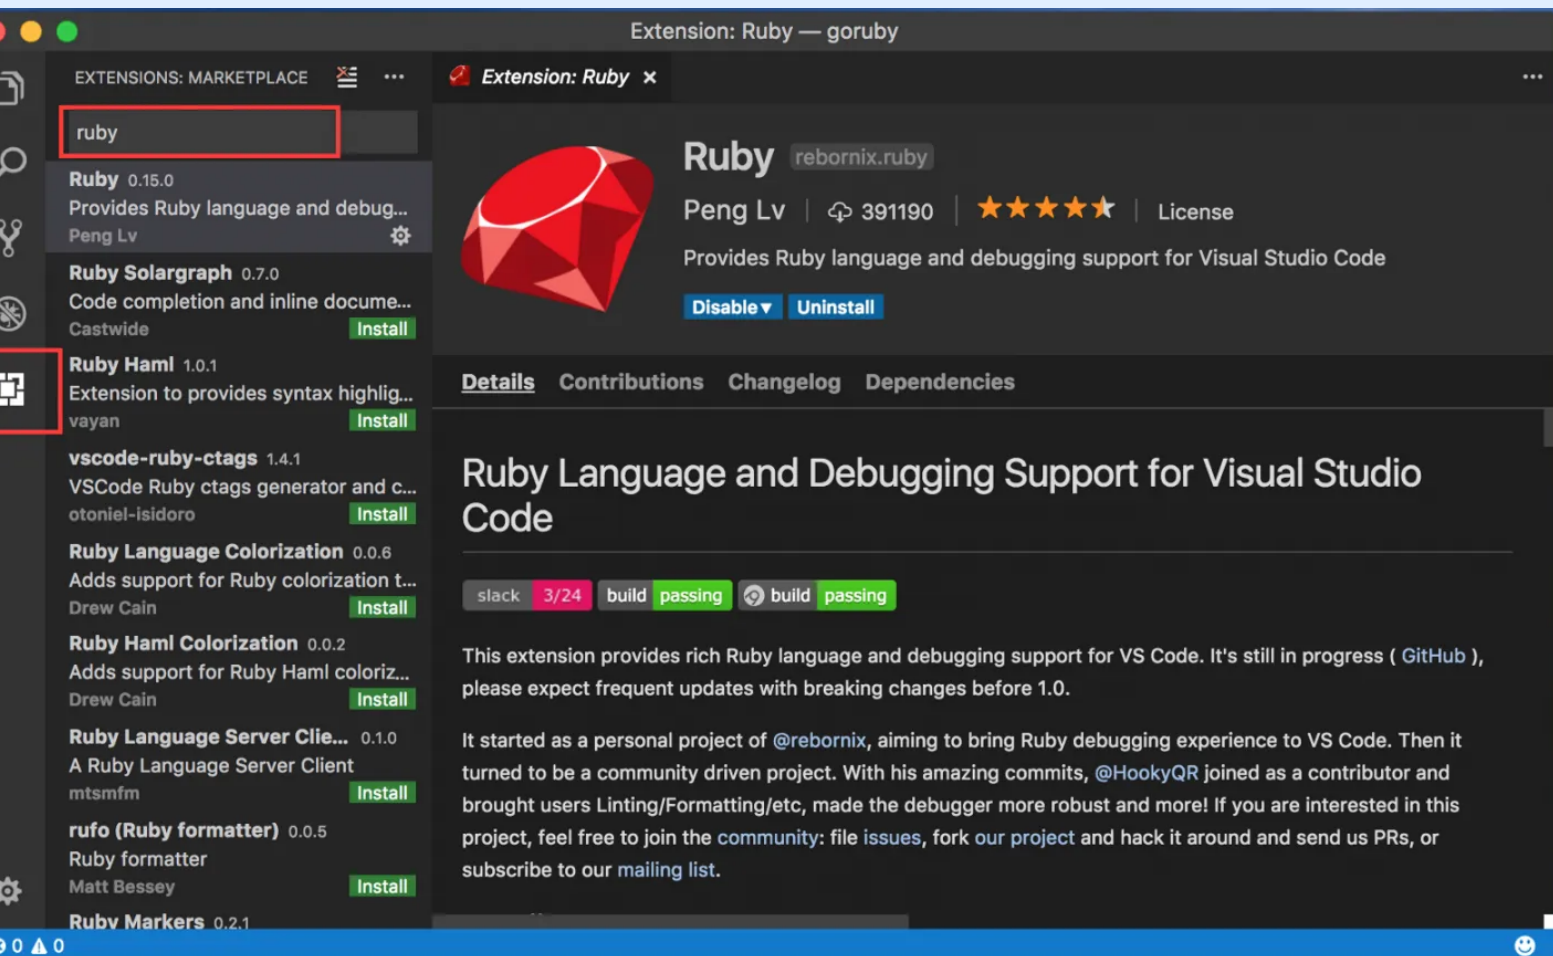 Extension: Ruby — goruby
EXTENSIONS: MARKETPLACE
ruby
Ruby 0.15.0
Provides Ruby language and debug...
Peng Lv
Ruby Solargraph 0.7.0
Code completion and inline docume...
Castwide Install
Ruby Haml 1.0.1
Extension to provides syntax highlig...
vayan Install
vscode-ruby-ctags 1.4.1
VSCode Ruby ctags generator and c...
otoniel-isidoro Install
Ruby Language Colorization 0.0.6
Adds support for Ruby colorization t...
Drew Cain Install
Ruby Haml Colorization 0.0.2
Adds support for Ruby Haml coloriz...
Drew Cain Install
Ruby Language Server Clie... 0.1.0
A Ruby Language Server Client
mtsmfm Install
rufo (Ruby formatter) 0.0.5
Ruby formatter
Matt Bessey Install
Ruby Markers 0.2.1
Extension: Ruby ×
Ruby rebornix.ruby
Peng Lv | 391190 | | License
Provides Ruby language and debugging support for Visual Studio Code
Disable▼ Uninstall
Details Contributions Changelog Dependencies
Ruby Language and Debugging Support for Visual Studio
Code
slack 3/24 build passing build passing
This extension provides rich Ruby language and debugging support for VS Code. It's still in progress ( GitHub ),
please expect frequent updates with breaking changes before 1.0.
It started as a personal project of @rebornix, aiming to bring Ruby debugging experience to VS Code. Then it
turned to be a community driven project. With his amazing commits, @HookyQR joined as a contributor and
brought users Linting/Formatting/etc, made the debugger more robust and more! If you are interested in this
project, feel free to join the community: file issues, fork our project and hack it around and send us PRs, or
subscribe to our mailing list.
0 0